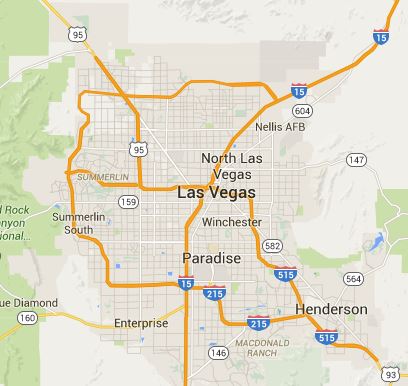 95
15
15
604
Nellis AFB
95
North Las
Vegas
147
SUMMERLIN
Las Vegas
159
d Rock
nyon
onal...
Summerlin
South
Winchester
582
Paradise
515
564
15
215
ue Diamond
Henderson
160
Enterprise
215
515
MACDONALD
RANCH
146
93